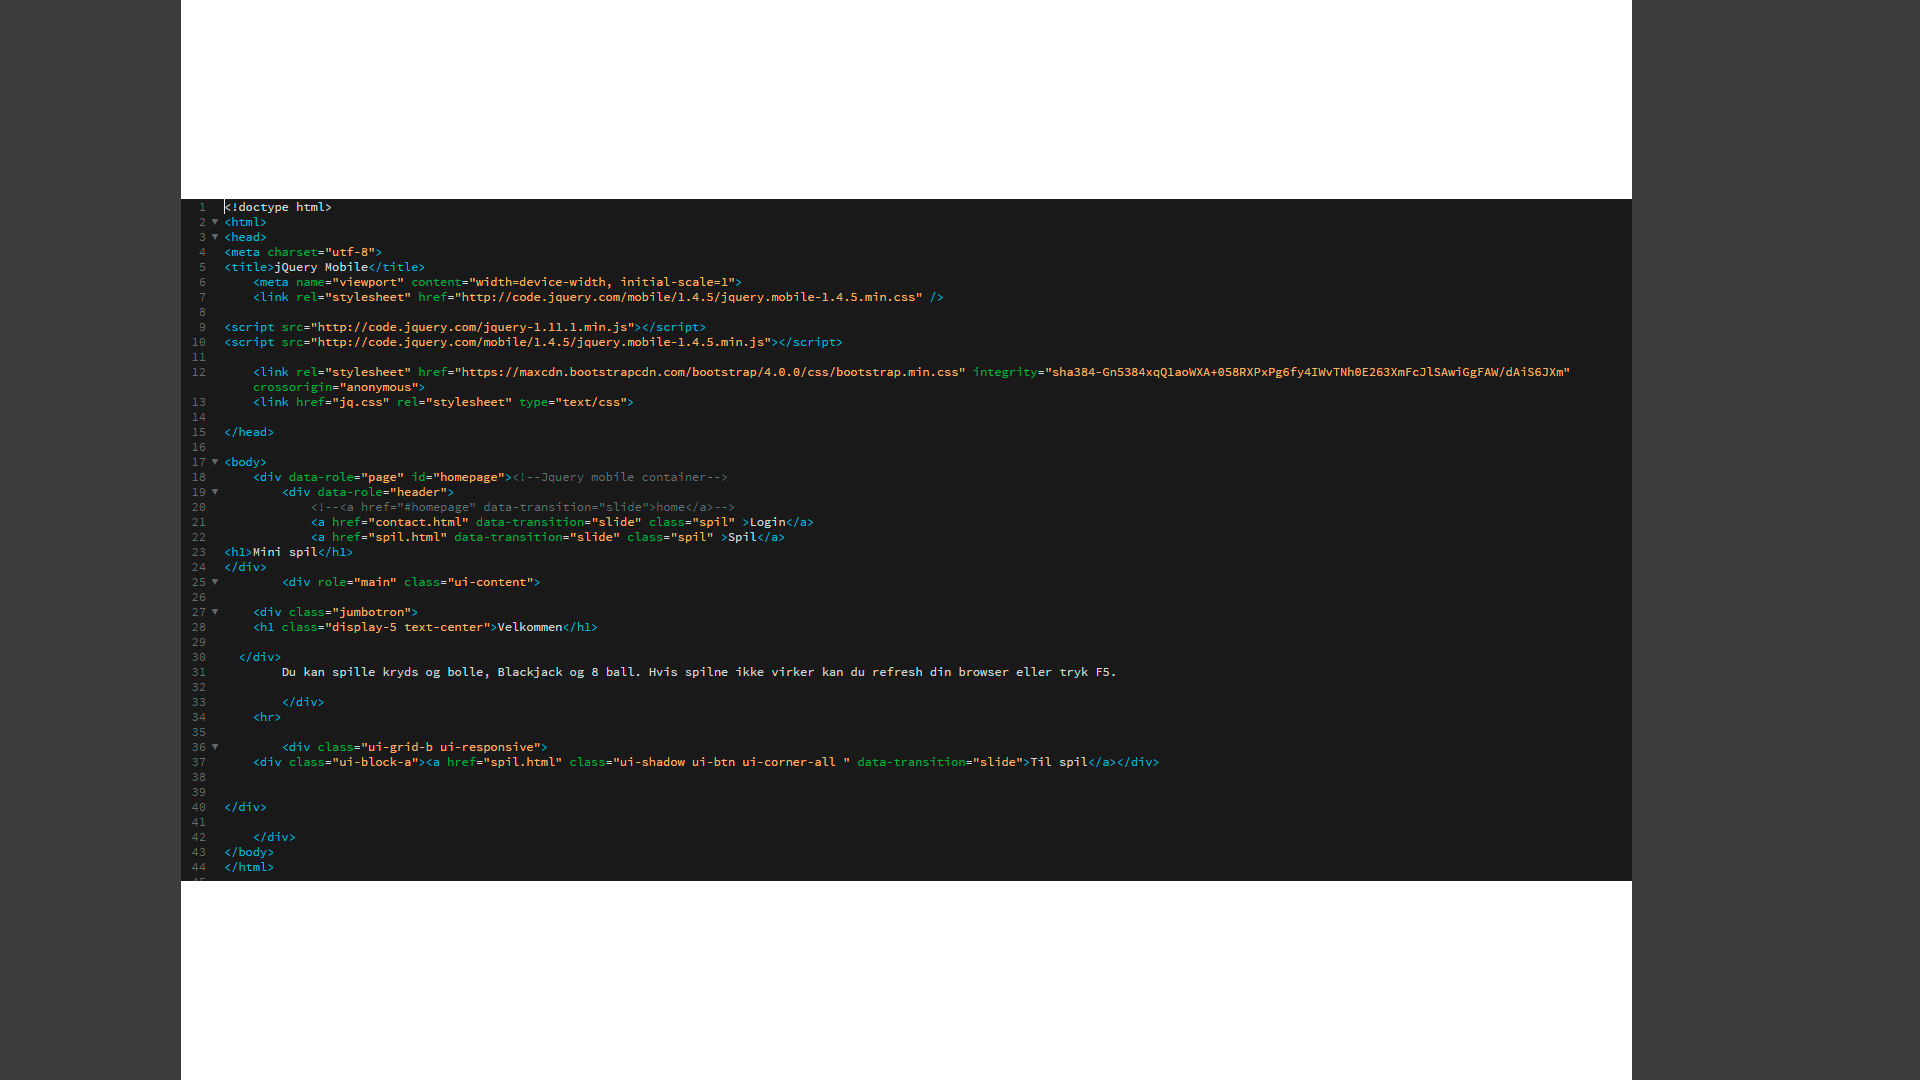 1 <!doctype html>
2 <html>
3 <head>
4 <meta charset="utf-8">
5 <title>jQuery Mobile</title>
6 <meta name="viewport" content="width=device-width, initial-scale=1">
7 <link rel="stylesheet" href="http://code.jquery.com/mobile/1.4.5/jquery.mobile-1.4.5.min.css" />
8
9 <script src="http://code.jquery.com/jquery-1.11.1.min.js"></script>
10 <script src="http://code.jquery.com/mobile/1.4.5/jquery.mobile-1.4.5.min.js"></script>
11
12 <link rel="stylesheet" href="https://maxcdn.bootstrapcdn.com/bootstrap/4.0.0/css/bootstrap.min.css" integrity="sha384-Gn5384xqQ1aoWXA+058RXPxPg6fy4IWvTNh0E263XmFcJlSAwiGgFAW/dAiS6JXm"
crossorigin="anonymous">
13 <link href="jq.css" rel="stylesheet" type="text/css">
14
15 </head>
16
17 <body>
18 <div data-role="page" id="homepage"><!--Jquery mobile container-->
19 <div data-role="header">
20 <!--<a href="#homepage" data-transition="slide">home</a>-->
21 <a href="contact.html" data-transition="slide" class="spil" >Login</a>
22 <a href="spil.html" data-transition="slide" class="spil" >Spil</a>
23 <h1>Mini spil</h1>
24 </div>
25 <div role="main" class="ui-content">
26
27 <div class="jumbotron">
28 <h1 class="display-5 text-center">Velkommen</h1>
29
30 </div>
31 Du kan spille kryds og bolle, Blackjack og 8 ball. Hvis spilne ikke virker kan du refresh din browser eller tryk F5.
32
33 </div>
34 <hr>
35
36 <div class="ui-grid-b ui-responsive">
37 <div class="ui-block-a"><a href="spil.html" class="ui-shadow ui-btn ui-corner-all " data-transition="slide">Til spil</a></div>
38
39
40 </div>
41
42 </div>
43 </body>
44 </html>